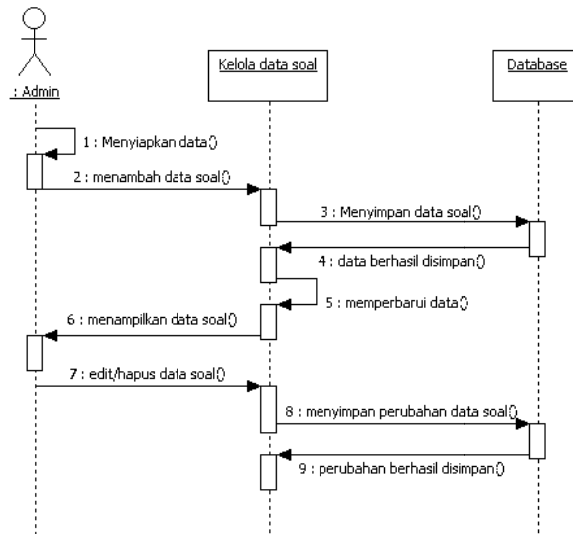 Kelola data soal
Database
: Admin
1 : Menyiapkan data()
2 : menambah data soal()
3 : Menyimpan data soal()
4 : data berhasil disimpan()
5 : memperbarui data()
6 : menampilkan data soal()
7 : edit/hapus data soal()
8 : menyimpan perubahan data soal()
9 : perubahan berhasil disimpan()